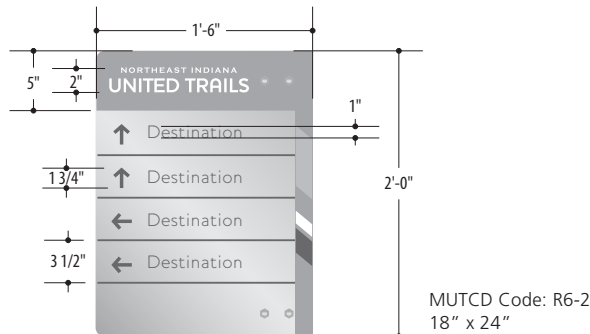 1'-6"
5"
2"
NORTHEAST INDIANA
UNITED TRAILS
1"
Destination
1 3/4"
Destination
2'-0"
Destination
3 1/2"
Destination
MUTCD Code: R6-2
18” x 24”